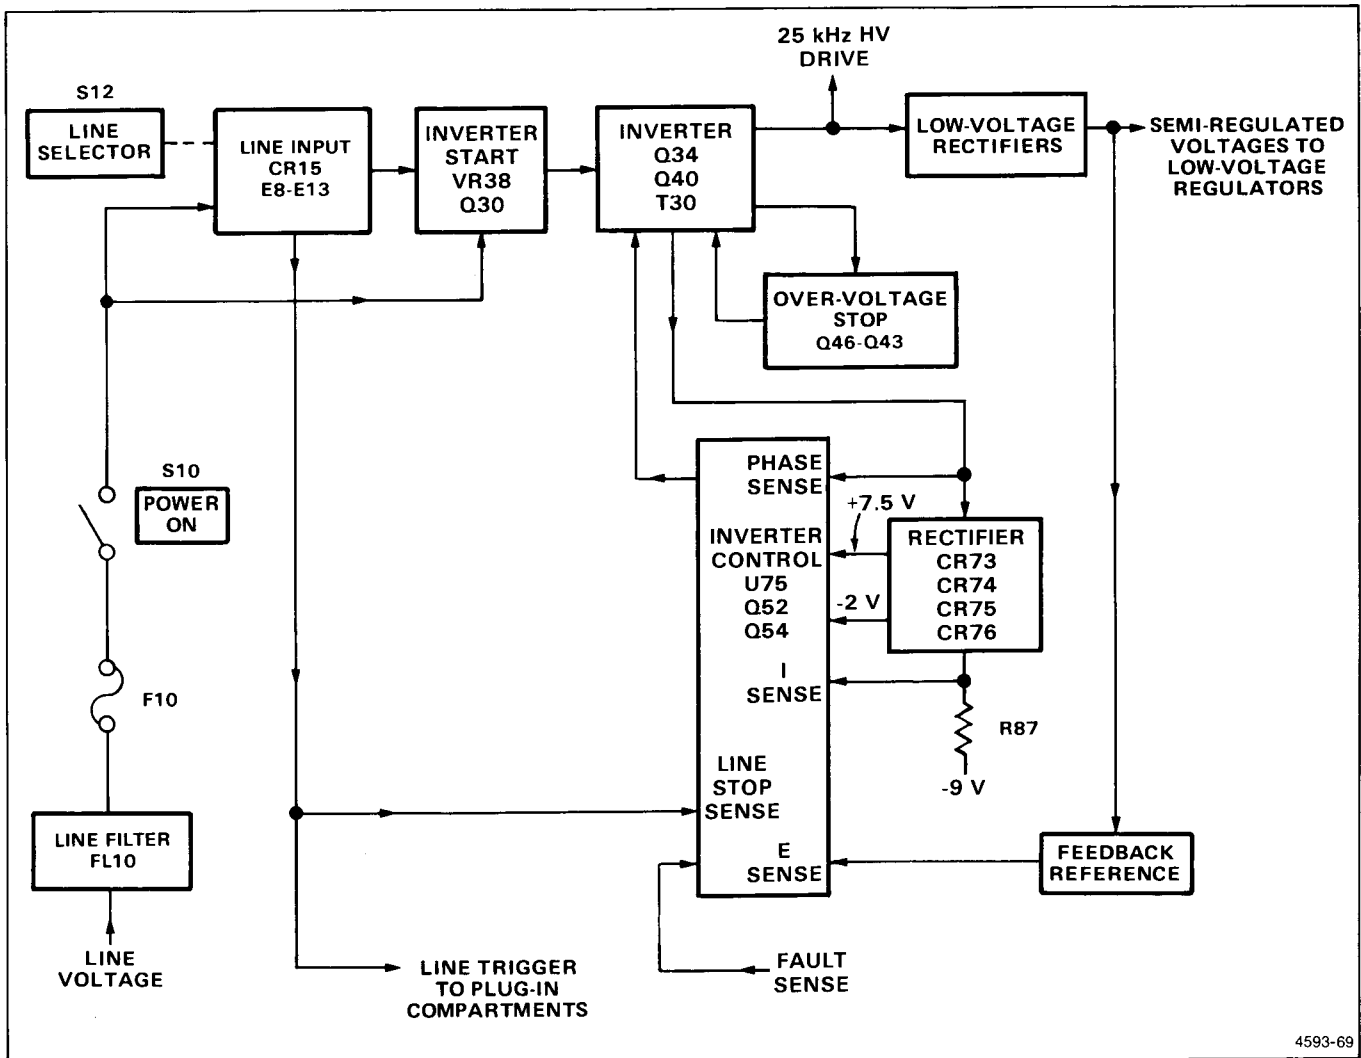 25 kHz HV
DRIVE
S12
LINE
SELECTOR
LINE INPUT
CR15
E8-E13
INVERTER
START
VR38
Q30
INVERTER
Q34
Q40
T30
LOW-VOLTAGE
RECTIFIERS
SEMI-REGULATED
VOLTAGES TO
LOW-VOLTAGE
REGULATORS
OVER-VOLTAGE
STOP
Q46-Q43
S10
POWER
ON
PHASE
SENSE
+7.5 V
INVERTER
CONTROL
U75
Q52
Q54
-2 V
RECTIFIER
CR73
CR74
CR75
CR76
I
SENSE
R87
-9 V
F10
LINE
STOP
SENSE
LINE FILTER
FL10
E
SENSE
FEEDBACK
REFERENCE
LINE
VOLTAGE
LINE TRIGGER
TO PLUG-IN
COMPARTMENTS
FAULT
SENSE
4593-69